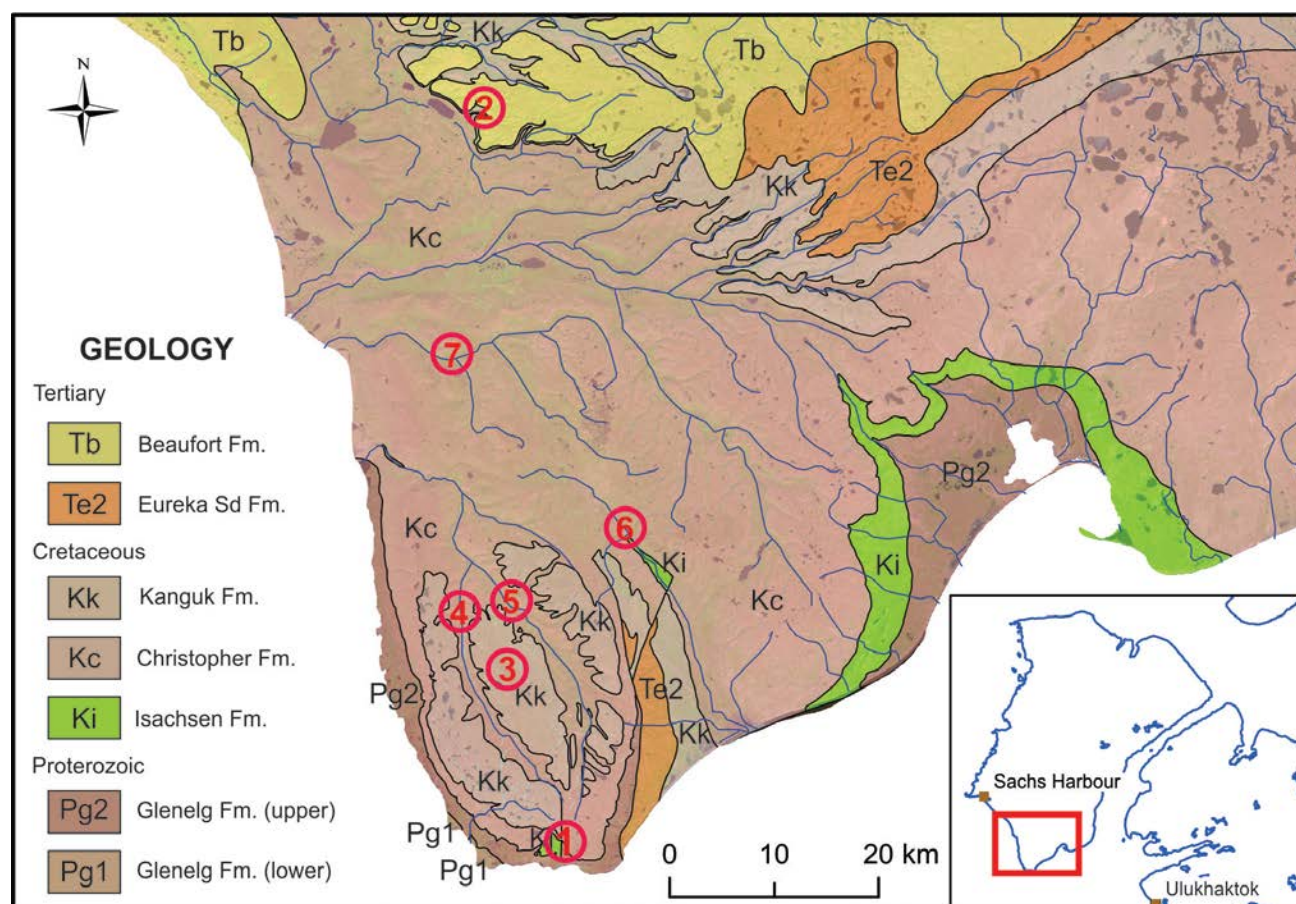 Tb
Kk
Tb
N
2
Te2
Kk
Kc
7
GEOLOGY
Tertiary
Tb Beaufort Fm.
Te2 Eureka Sd Fm.
Cretaceous
Kk Kanguk Fm.
Kc Christopher Fm.
Ki Isachsen Fm.
Proterozoic
Pg2 Glenelg Fm. (upper)
Pg1 Glenelg Fm. (lower)
Pg2
Kc
6
Ki
Ki
4
5
Kk
Kc
3
Kk
Pg2
Te2
Kk
Kk
Pg1
1
Pg1
0 10 20 km
Sachs Harbour
Ulukhaktok